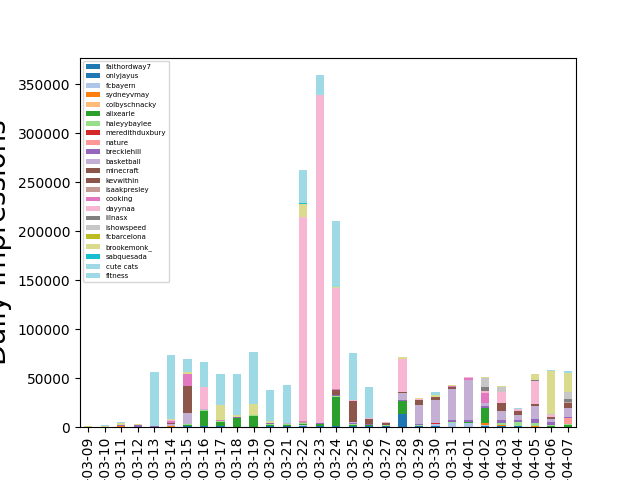 350000
300000
250000
200000
150000
100000
50000
0
Daily Impressions
faithordway7
onlyjayus
fcbayern
sydneyvmay
colbyschnacky
alixearle
haleyybaylee
meredithduxbury
nature
brecklehill
basketball
minecraft
kevwithin
isaakpresley
cooking
dayynaa
illnasx
ishowspeed
fcbarcelona
brookemonk_
sabquesada
cute cats
fitness
03-09
03-10
03-11
03-12
03-13
03-14
03-15
03-16
03-17
03-18
03-19
03-20
03-21
03-22
03-23
03-24
03-25
03-26
03-27
03-28
03-29
03-30
03-31
04-01
04-02
04-03
04-04
04-05
04-06
04-07